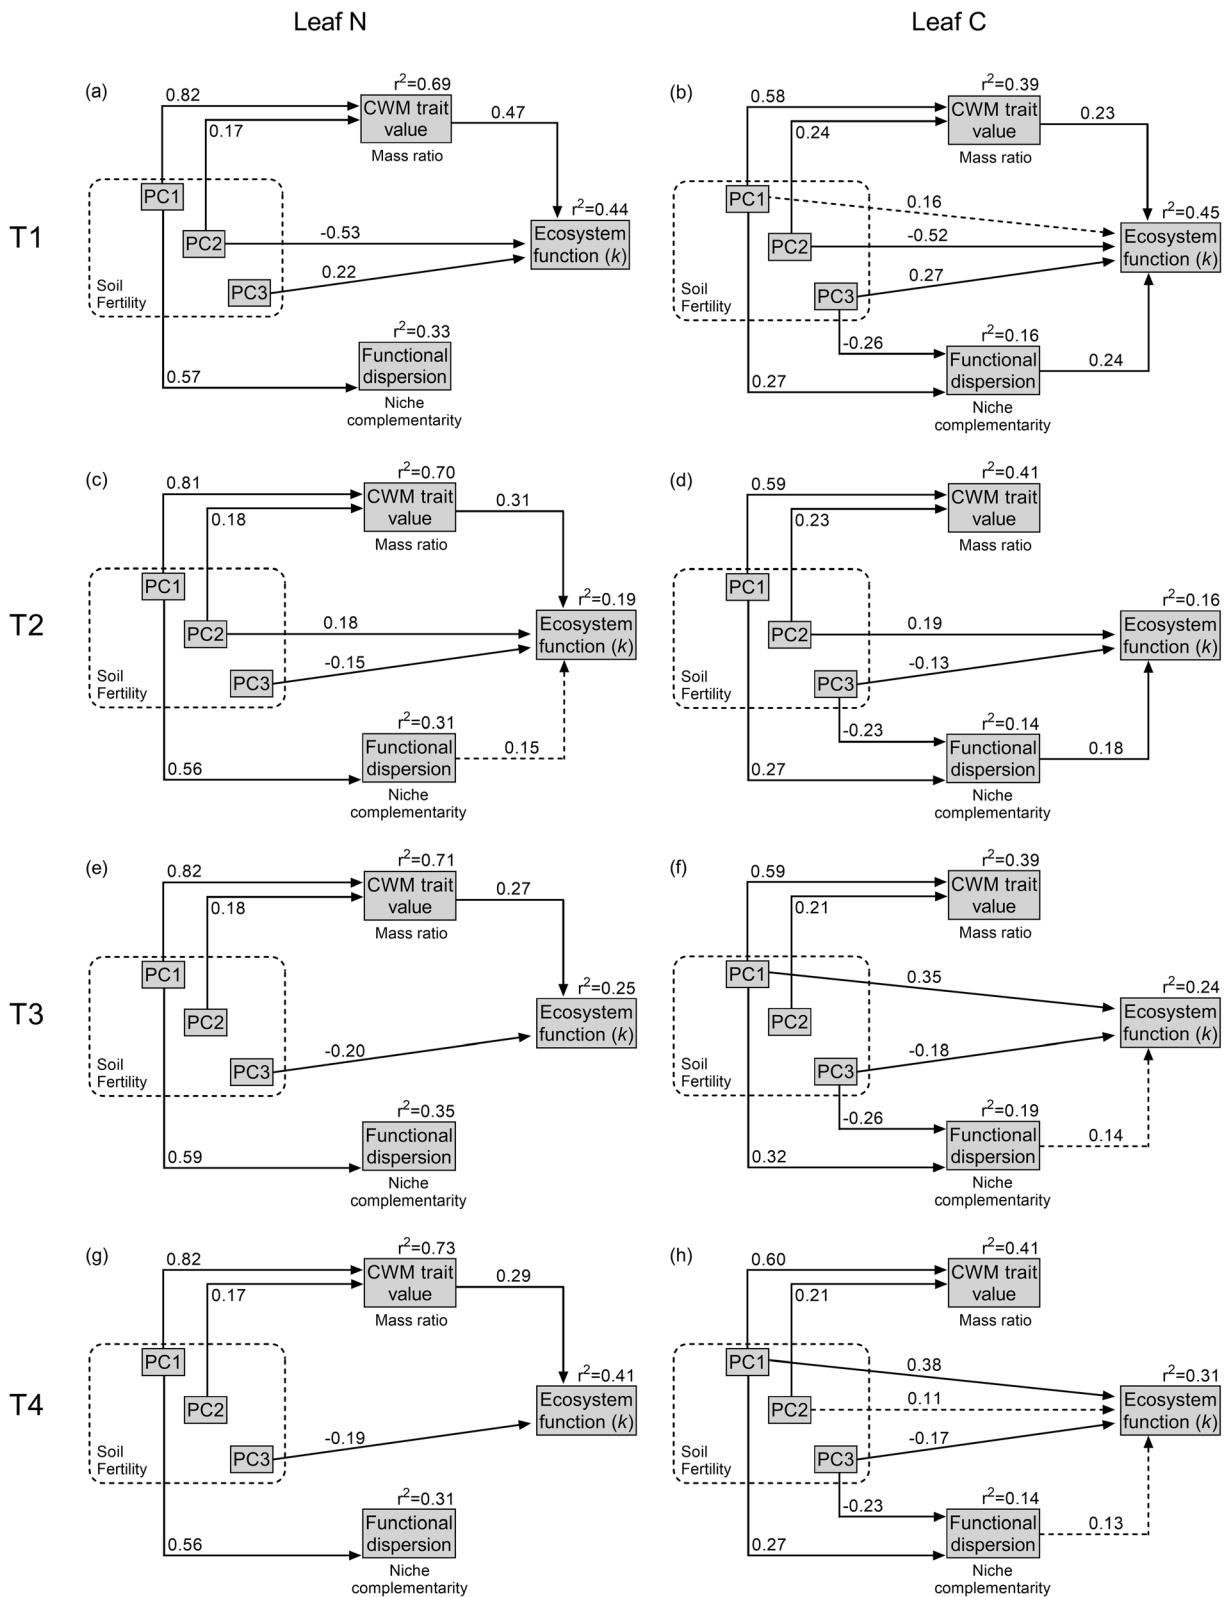 Leaf N
Leaf C
T1
(a)
r²=0.69
0.82
CWM trait
value
0.17
0.47
Mass ratio
PC1
r²=0.44
PC2
-0.53
Ecosystem
function (k)
0.22
PC3
Soil
Fertility
r²=0.33
Functional
dispersion
0.57
Niche
complementarity
(b)
r²=0.39
0.58
CWM trait
value
0.24
0.23
Mass ratio
PC1
0.16
r²=0.45
PC2
-0.52
Ecosystem
function (k)
0.27
PC3
Soil
Fertility
r²=0.16
-0.26
Functional
dispersion
0.24
0.27
Niche
complementarity
T2
(c)
r²=0.70
0.81
CWM trait
value
0.18
0.31
Mass ratio
PC1
r²=0.19
PC2
0.18
Ecosystem
function (k)
-0.15
PC3
Soil
Fertility
r²=0.31
Functional
dispersion
0.15
0.56
Niche
complementarity
(d)
r²=0.41
0.59
CWM trait
value
0.23
Mass ratio
PC1
r²=0.16
PC2
0.19
Ecosystem
function (k)
-0.13
PC3
Soil
Fertility
r²=0.14
-0.23
Functional
dispersion
0.18
0.27
Niche
complementarity
T3
(e)
r²=0.71
0.82
CWM trait
value
0.18
0.27
Mass ratio
PC1
r²=0.25
PC2
Ecosystem
function (k)
-0.20
PC3
Soil
Fertility
r²=0.35
Functional
dispersion
0.59
Niche
complementarity
(f)
r²=0.39
0.59
CWM trait
value
0.21
Mass ratio
PC1
0.35
r²=0.24
PC2
Ecosystem
function (k)
-0.18
PC3
Soil
Fertility
r²=0.19
-0.26
Functional
dispersion
0.14
0.32
Niche
complementarity
T4
(g)
r²=0.73
0.82
CWM trait
value
0.17
0.29
Mass ratio
PC1
r²=0.41
PC2
Ecosystem
function (k)
-0.19
PC3
Soil
Fertility
r²=0.31
Functional
dispersion
0.56
Niche
complementarity
(h)
r²=0.41
0.60
CWM trait
value
0.21
Mass ratio
PC1
0.38
r²=0.31
PC2
0.11
Ecosystem
function (k)
-0.17
PC3
Soil
Fertility
r²=0.14
-0.23
Functional
dispersion
0.13
0.27
Niche
complementarity